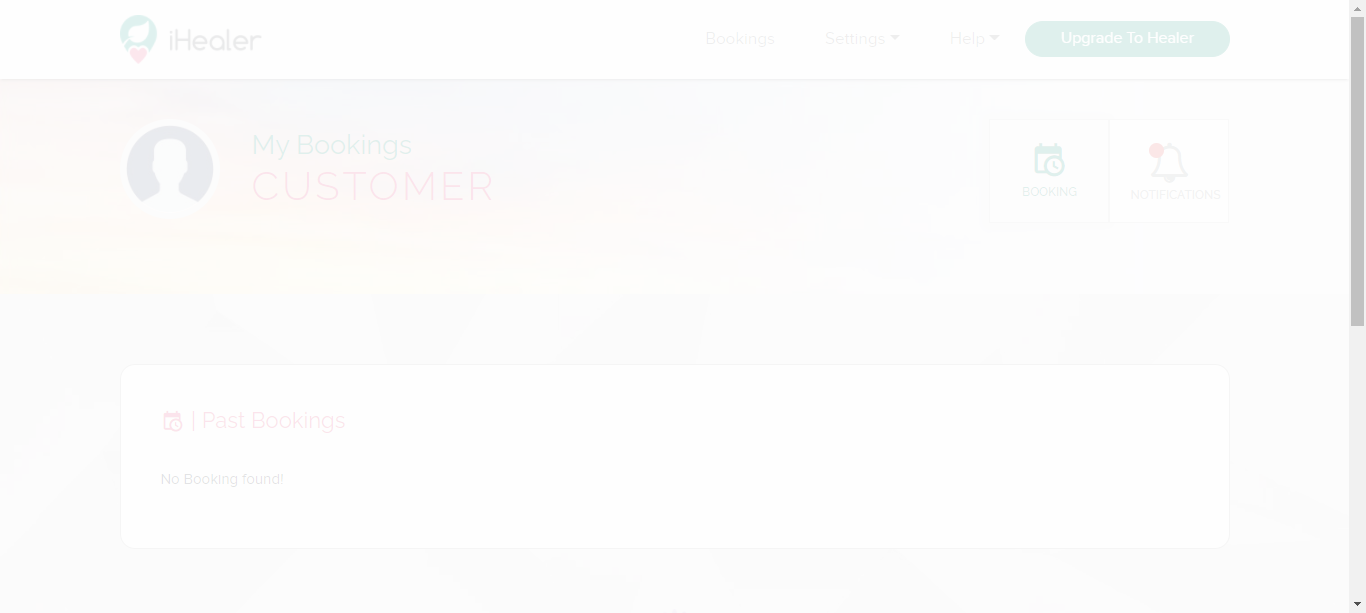 iHealer
Bookings
Settings
Help
Upgrade To Healer
My Bookings
CUSTOMER
BOOKING
NOTIFICATIONS
| Past Bookings
No Booking found!